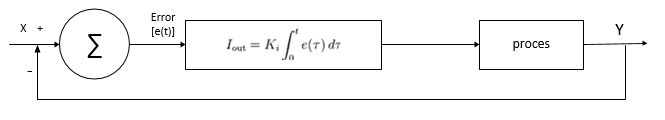 X +
Error
[e(t)]
Σ
I_out = K_i ∫_0^t e(τ) dτ
proces
Y
−